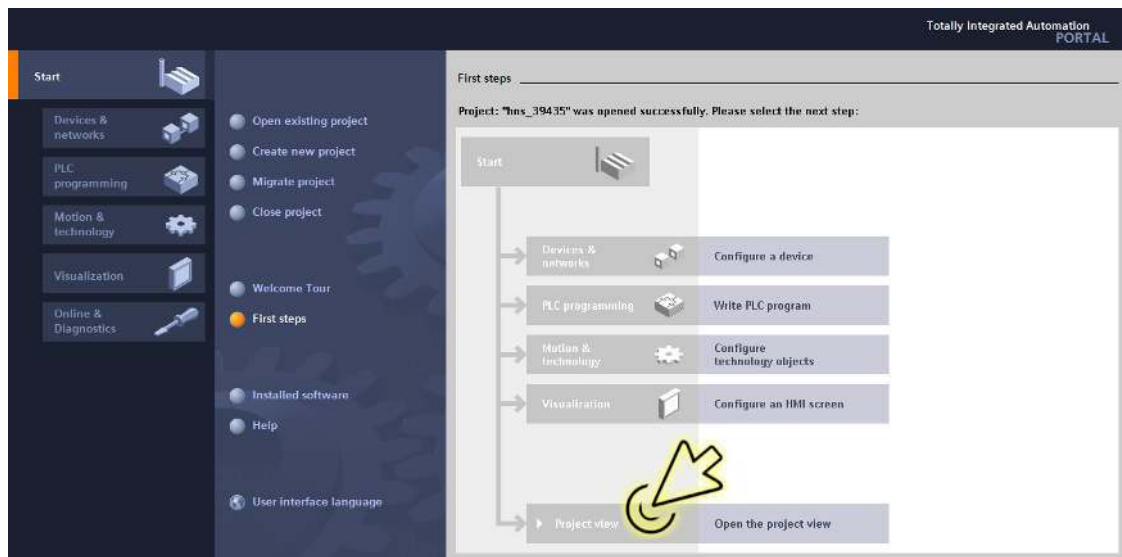 Totally Integrated Automation
PORTAL
Start
Devices &
networks
PLC
programming
Motion &
technology
Visualization
Online &
Diagnostics
Open existing project
Create new project
Migrate project
Close project
Welcome Tour
First steps
Installed software
Help
User interface language
First steps
Project: "hns_39435" was opened successfully. Please select the next step:
Start
Devices &
networks
Configure a device
PLC programming
Write PLC program
Motion &
technology
Configure
technology objects
Visualization
Configure an HMI screen
Project view
Open the project view